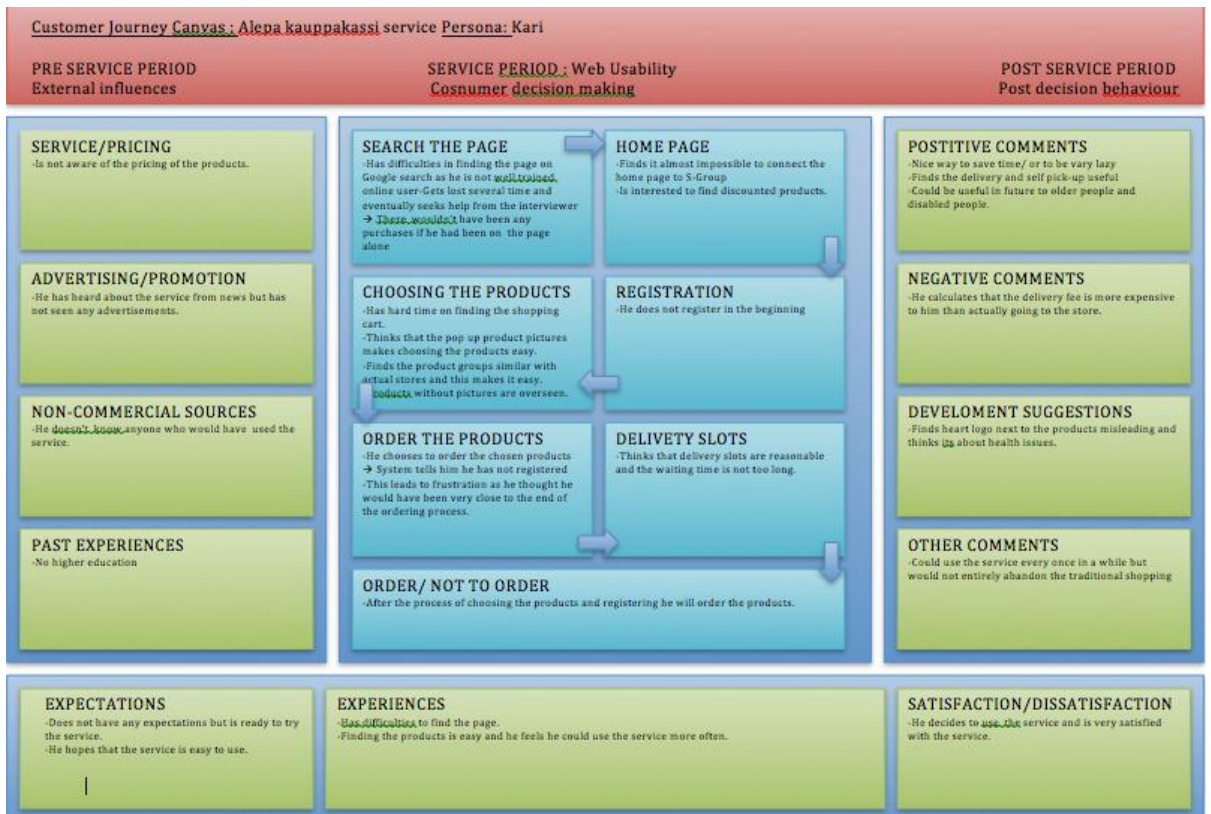 Customer Journey Canvas : Alepa kauppakassi service Persona: Kari
PRE SERVICE PERIOD
External influences
SERVICE PERIOD : Web Usability
Cosnumer decision making
POST SERVICE PERIOD
Post decision behaviour
SERVICE/PRICING
-Is not aware of the pricing of the products.
ADVERTISING/PROMOTION
-He has heard about the service from news but has
not seen any advertisements.
NON-COMMERCIAL SOURCES
-He doesn't know anyone who would have used the
service.
PAST EXPERIENCES
-No higher education
SEARCH THE PAGE
-Has difficulties in finding the page on
Google search as he is not well trained
online user-Gets lost several time and
eventually seeks help from the interviewer
→ There wouldn't have been any
purchases if he had been on the page
alone
HOME PAGE
-Finds it almost impossible to connect the
home page to S-Group
-Is interested to find discounted products.
REGISTRATION
-He does not register in the beginning
CHOOSING THE PRODUCTS
-Has hard time on finding the shopping
cart.
-Thinks that the pop up product pictures
makes choosing the products easy.
-Finds the product groups similar with
actual stores and this makes it easy.
Products without pictures are overseen.
ORDER THE PRODUCTS
-He chooses to order the chosen products
→ System tells him he has not registered
-This leads to frustration as he thought he
would have been very close to the end of
the ordering process.
DELIVETY SLOTS
-Thinks that delivery slots are reasonable
and the waiting time is not too long.
ORDER/ NOT TO ORDER
-After the process of choosing the products and registering he will order the products.
POSTITIVE COMMENTS
-Nice way to save time/ or to be vary lazy
-Finds the delivery and self pick-up useful
-Could be useful in future to older people and
disabled people.
NEGATIVE COMMENTS
-He calculates that the delivery fee is more expensive
to him than actually going to the store.
DEVELOMENT SUGGESTIONS
-Finds heart logo next to the products misleading and
thinks its about health issues.
OTHER COMMENTS
-Could use the service every once in a while but
would not entirely abandon the traditional shopping
EXPECTATIONS
-Does not have any expectations but is ready to try
the service.
-He hopes that the service is easy to use.
EXPERIENCES
-Has difficulties to find the page.
-Finding the products is easy and he feels he could use the service more often.
SATISFACTION/DISSATISFACTION
-He decides to use the service and is very satisfied
with the service.